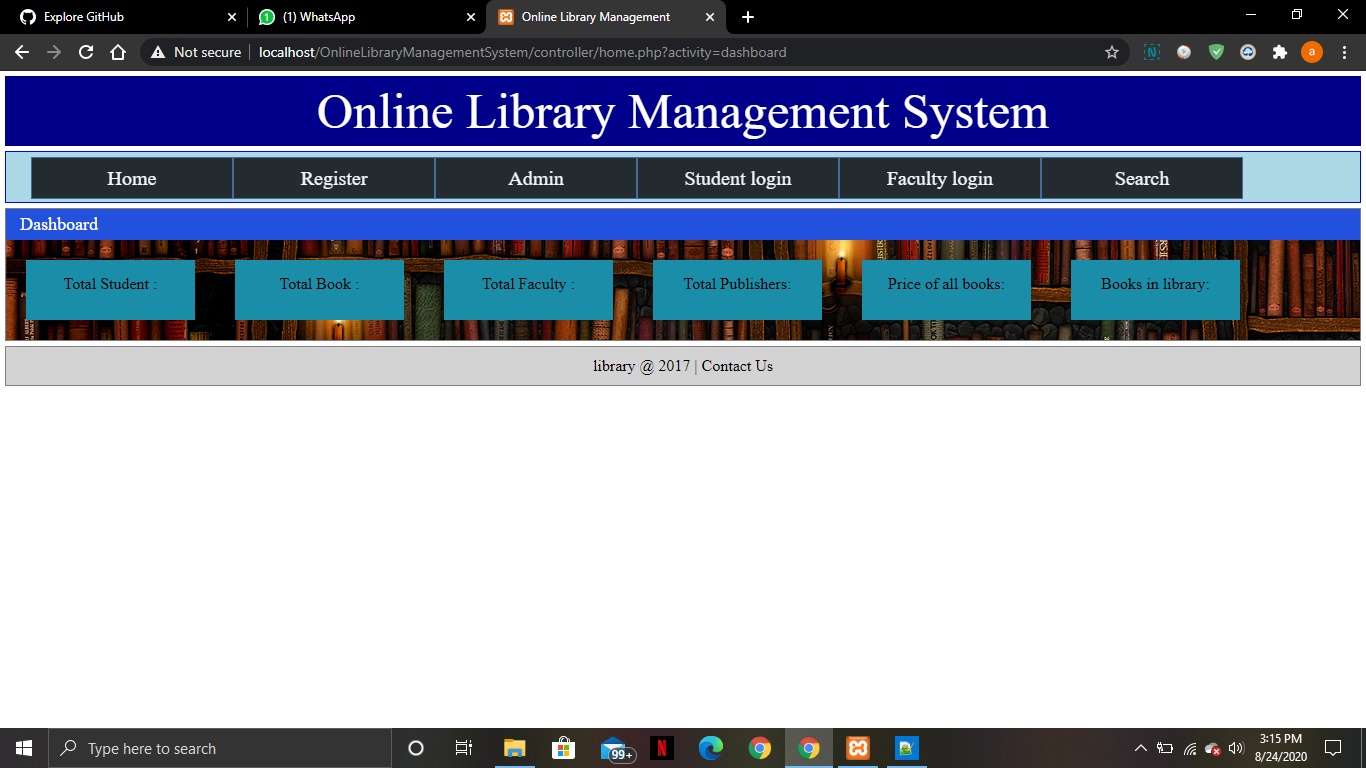 Explore GitHub
1 (1) WhatsApp
Online Library Management
Not secure localhost/OnlineLibraryManagementSystem/controller/home.php?activity=dashboard
a
Online Library Management System
Home Register Admin Student login Faculty login Search
Dashboard
Total Student : Total Book : Total Faculty : Total Publishers: Price of all books: Books in library:
library @ 2017 | Contact Us
Type here to search
99+
3:15 PM
8/24/2020